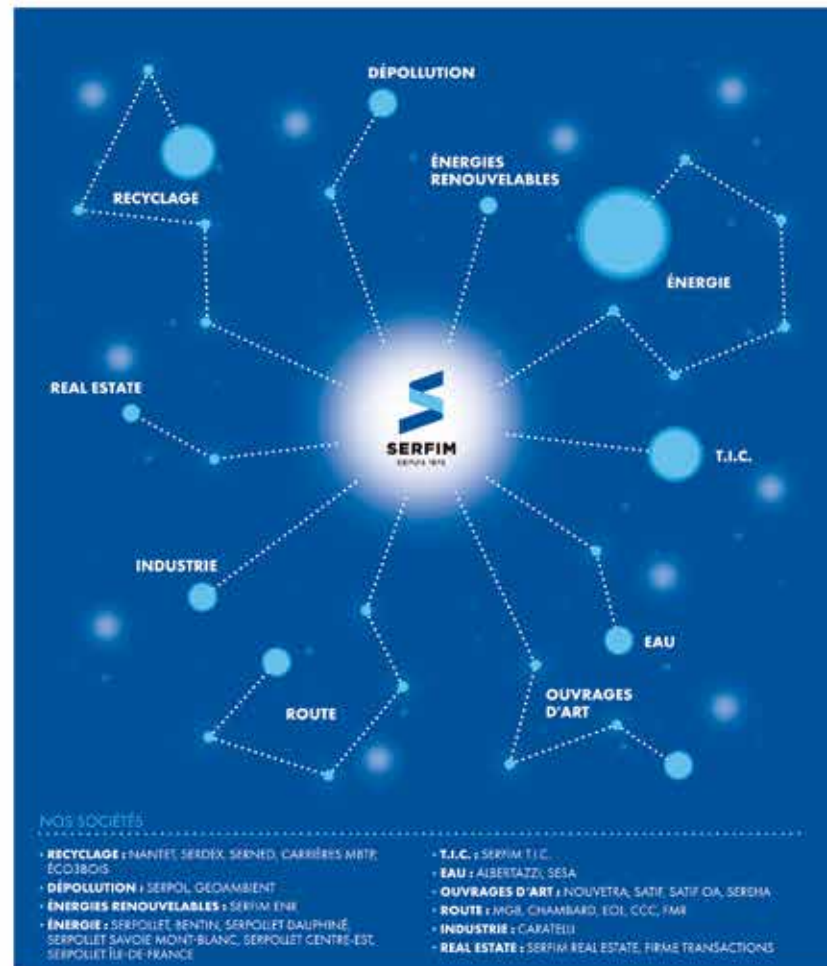 DÉPOLLUTION
ÉNERGIES
RENOUVELABLES
RECYCLAGE
ÉNERGIE
REAL ESTATE
SERFIM
DEPUIS 1875
T.I.C.
INDUSTRIE
EAU
ROUTE
OUVRAGES
D'ART
NOS SOCIÉTÉS
• RECYCLAGE : NANTET, SERDEX, SERNED, CARRIÈRES MBTP,
ÉCO3BOIS
• DÉPOLLUTION : SERPOL, GEOAMBIENT
• ÉNERGIES RENOUVELABLES : SERFIM ENR
• ÉNERGIE : SERPOLLET, BENTIN, SERPOLLET DAUPHINÉ,
SERPOLLET SAVOIE MONT-BLANC, SERPOLLET CENTRE-EST,
SERPOLLET ÎLE-DE-FRANCE
• T.I.C. : SERFIM T.I.C.
• EAU : ALBERTAZZI, SESA
• OUVRAGES D'ART : NOUVETRA, SATIF, SATIF OA, SEREHA
• ROUTE : MGB, CHAMBARD, EOL, CCC, FMR
• INDUSTRIE : CARATELLI
• REAL ESTATE : SERFIM REAL ESTATE, FIRME TRANSACTIONS